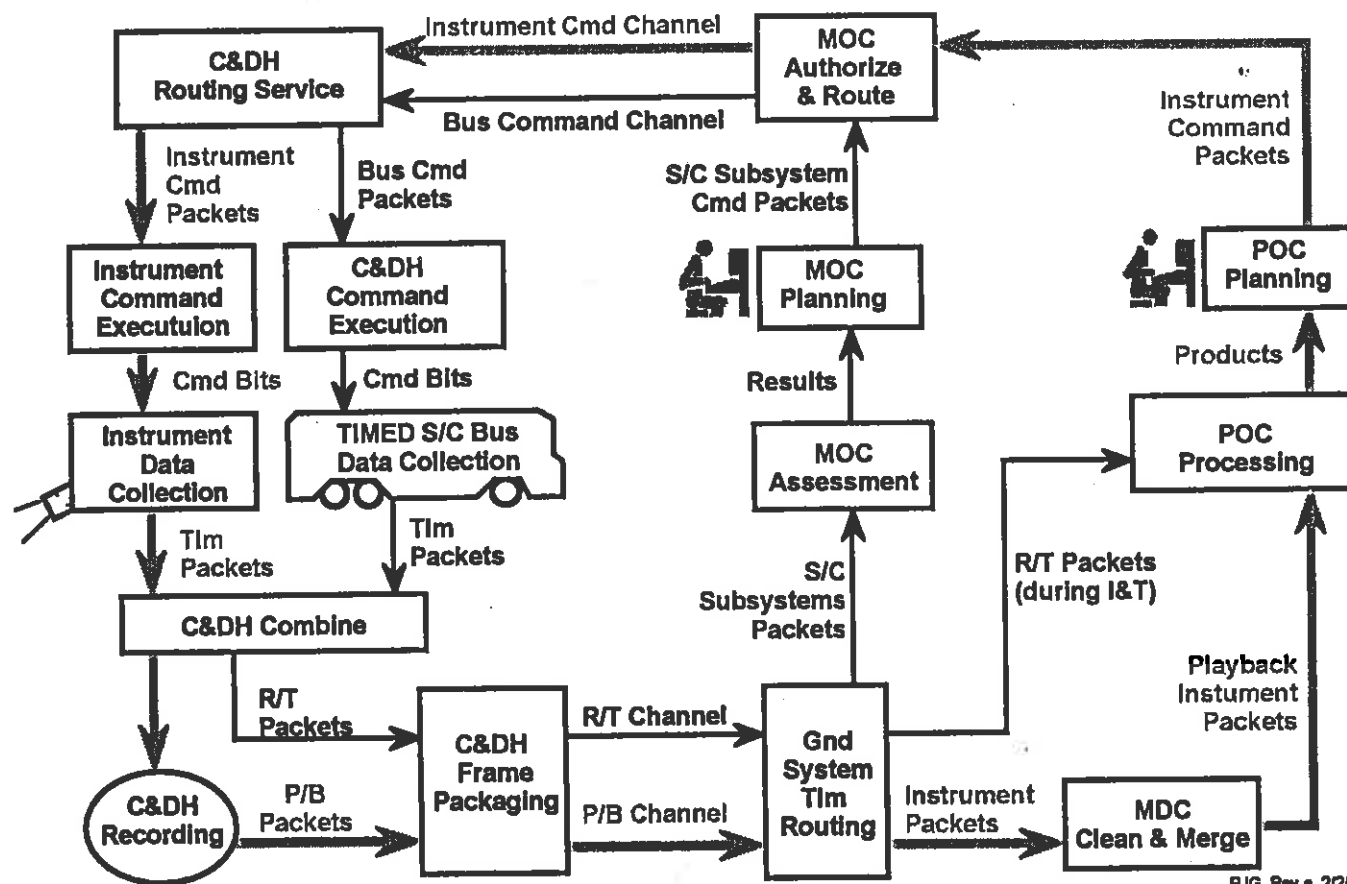 Instrument Cmd Channel
C&DH
Routing Service
MOC
Authorize
& Route
Bus Command Channel
Instrument
Command
Packets
Instrument
Cmd
Packets
Bus Cmd
Packets
S/C Subsystem
Cmd Packets
Instrument
Command
Executuion
C&DH
Command
Execution
MOC
Planning
POC
Planning
Cmd Bits
Cmd Bits
Results
Products
Instrument
Data
Collection
TIMED S/C Bus
Data Collection
MOC
Assessment
POC
Processing
Tlm
Packets
Tlm
Packets
S/C
Subsystems
Packets
R/T Packets
(during I&T)
C&DH Combine
R/T
Packets
C&DH
Frame
Packaging
R/T Channel
Gnd
System
Tlm
Routing
Playback
Instument
Packets
C&DH
Recording
P/B
Packets
P/B Channel
Instrument
Packets
MDC
Clean & Merge